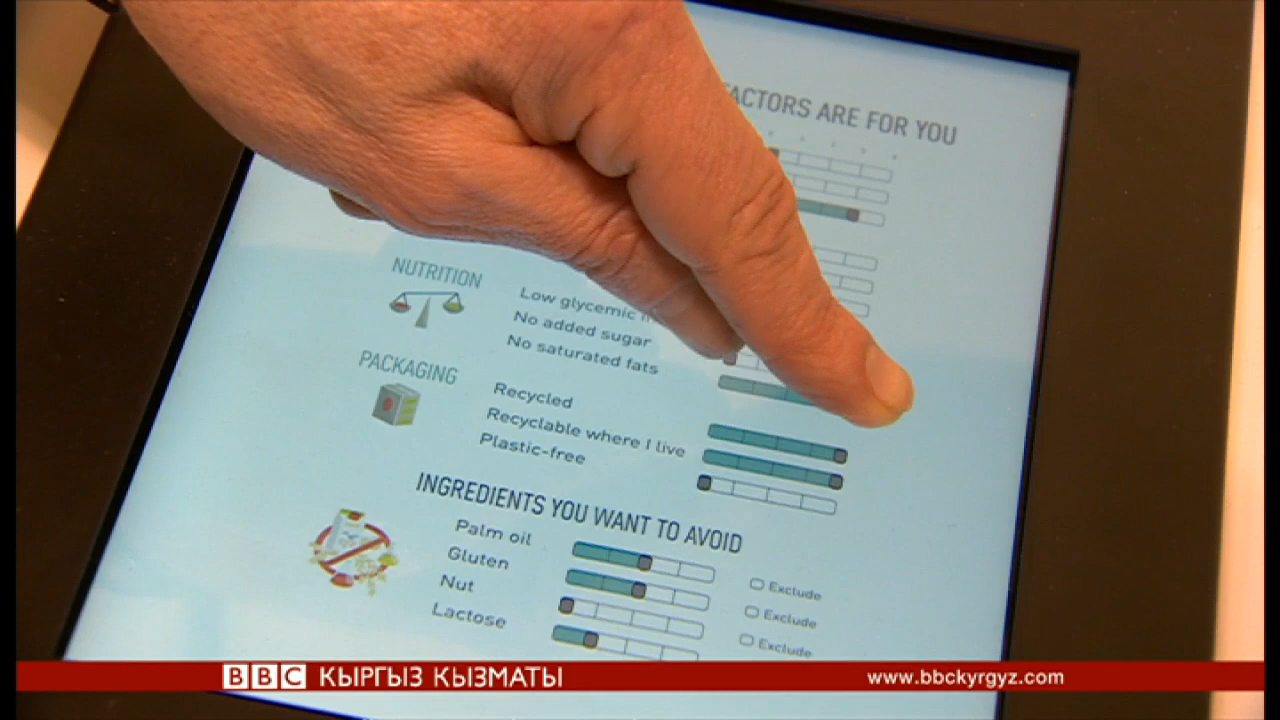 ACTORS ARE FOR YOU
NUTRITION
Low glycemic
No added sugar
No saturated fats
PACKAGING
Recycled
Recyclable where I live
Plastic-free
INGREDIENTS YOU WANT TO AVOID
Palm oil
Exclude
Gluten
Exclude
Nut
Exclude
Lactose
BBC КЫРГЫЗ КЫЗМАТЫ
www.bbckyrgyz.com